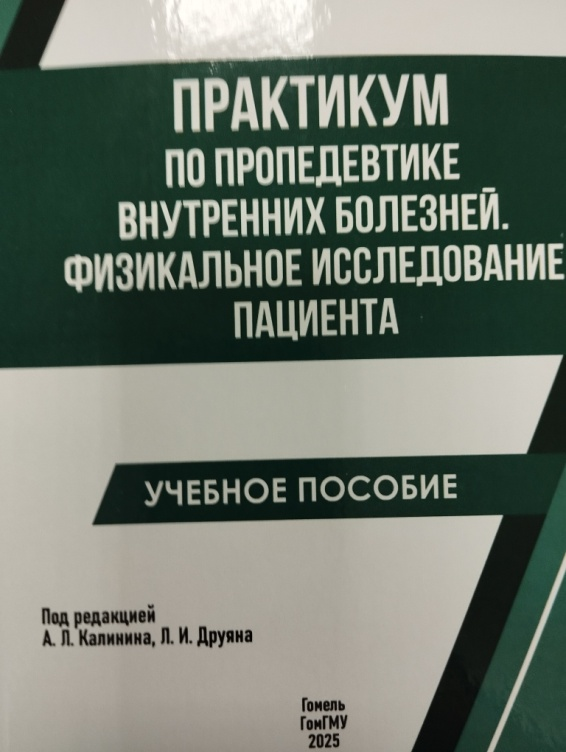 ПРАКТИКУМ
ПО ПРОПЕДЕВТИКЕ
ВНУТРЕННИХ БОЛЕЗНЕЙ.
ФИЗИКАЛЬНОЕ ИССЛЕДОВАНИЕ
ПАЦИЕНТА
УЧЕБНОЕ ПОСОБИЕ
Под редакцией
А. Л. Калинина, Л. И. Друяна
Гомель
ГомГМУ
2025